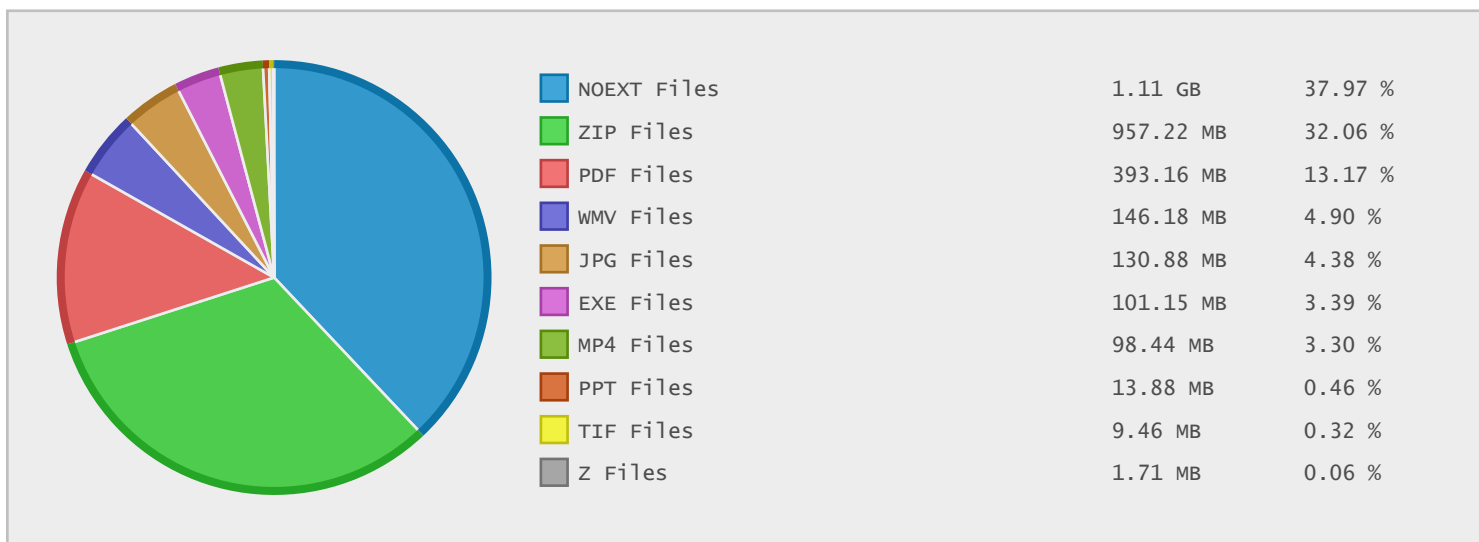 NOEXT Files 1.11 GB 37.97 %
ZIP Files 957.22 MB 32.06 %
PDF Files 393.16 MB 13.17 %
WMV Files 146.18 MB 4.90 %
JPG Files 130.88 MB 4.38 %
EXE Files 101.15 MB 3.39 %
MP4 Files 98.44 MB 3.30 %
PPT Files 13.88 MB 0.46 %
TIF Files 9.46 MB 0.32 %
Z Files 1.71 MB 0.06 %